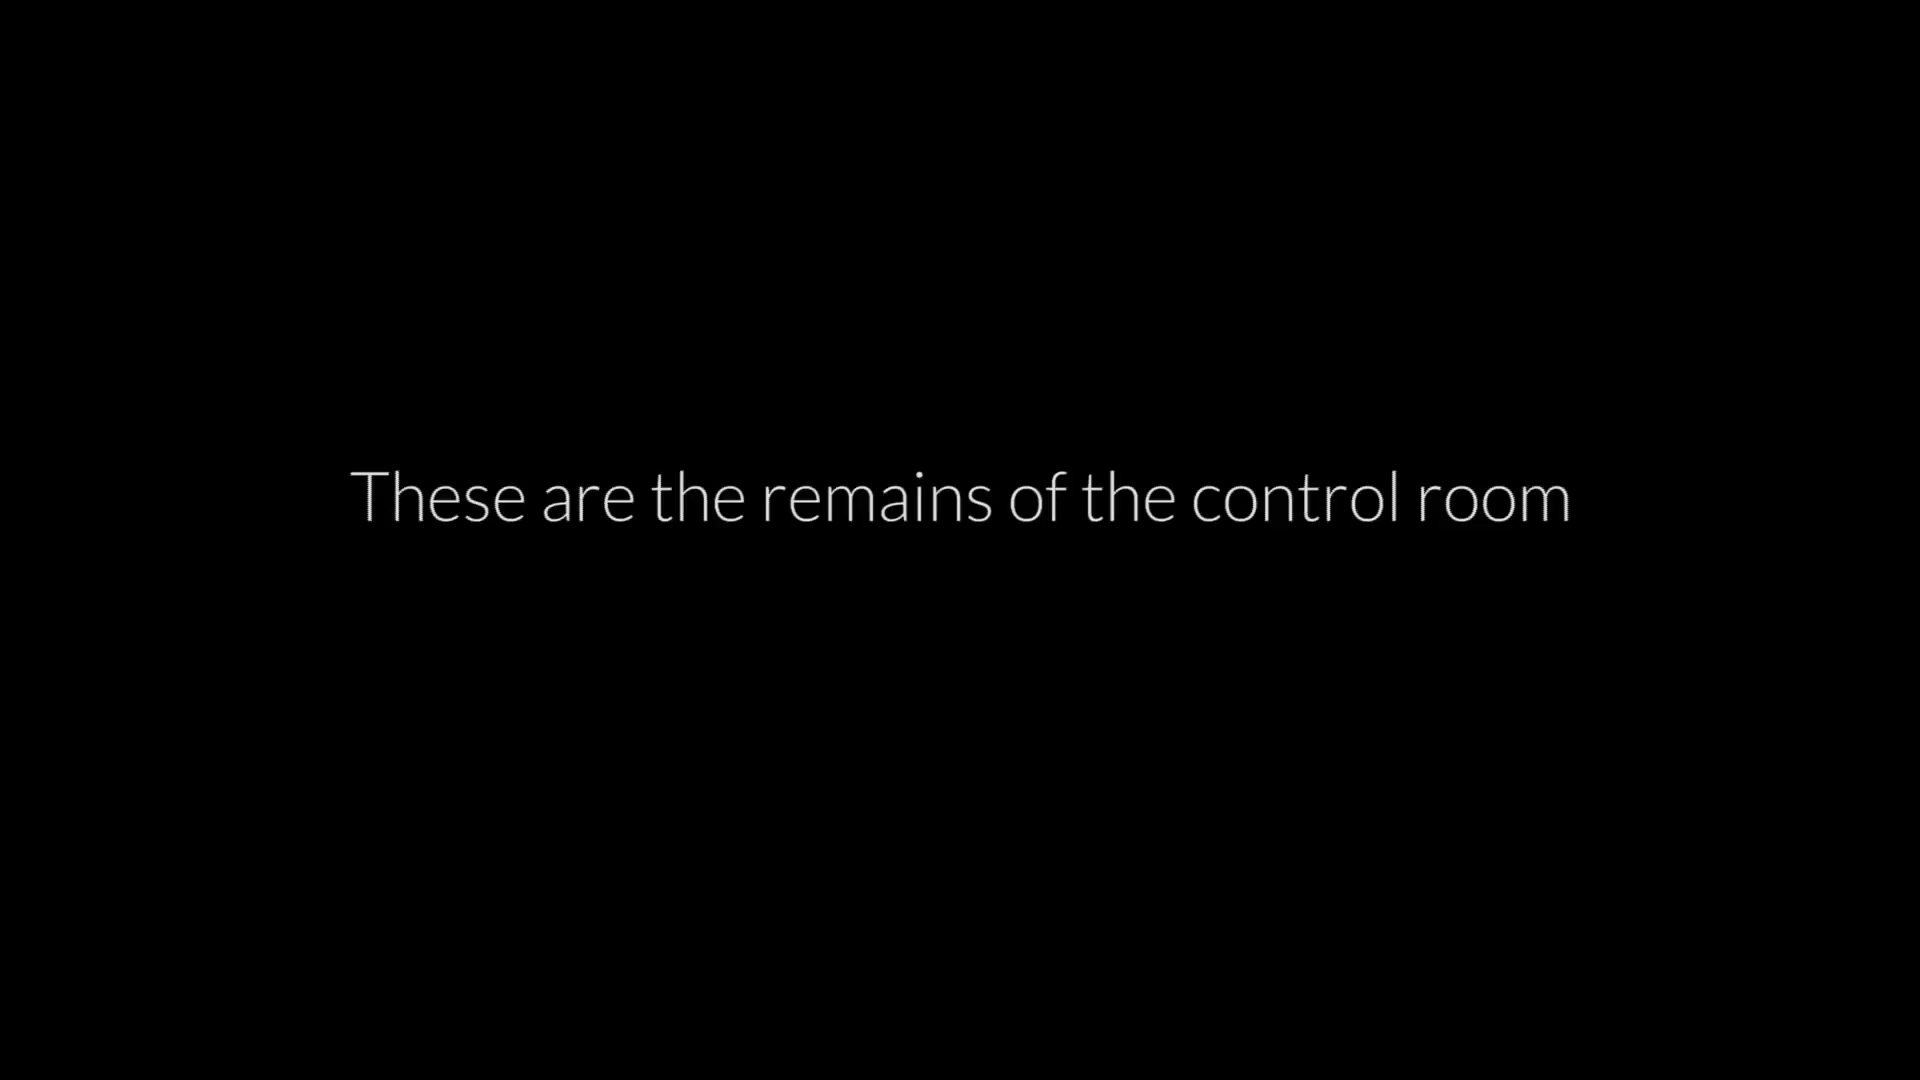 These are the remains of the control room